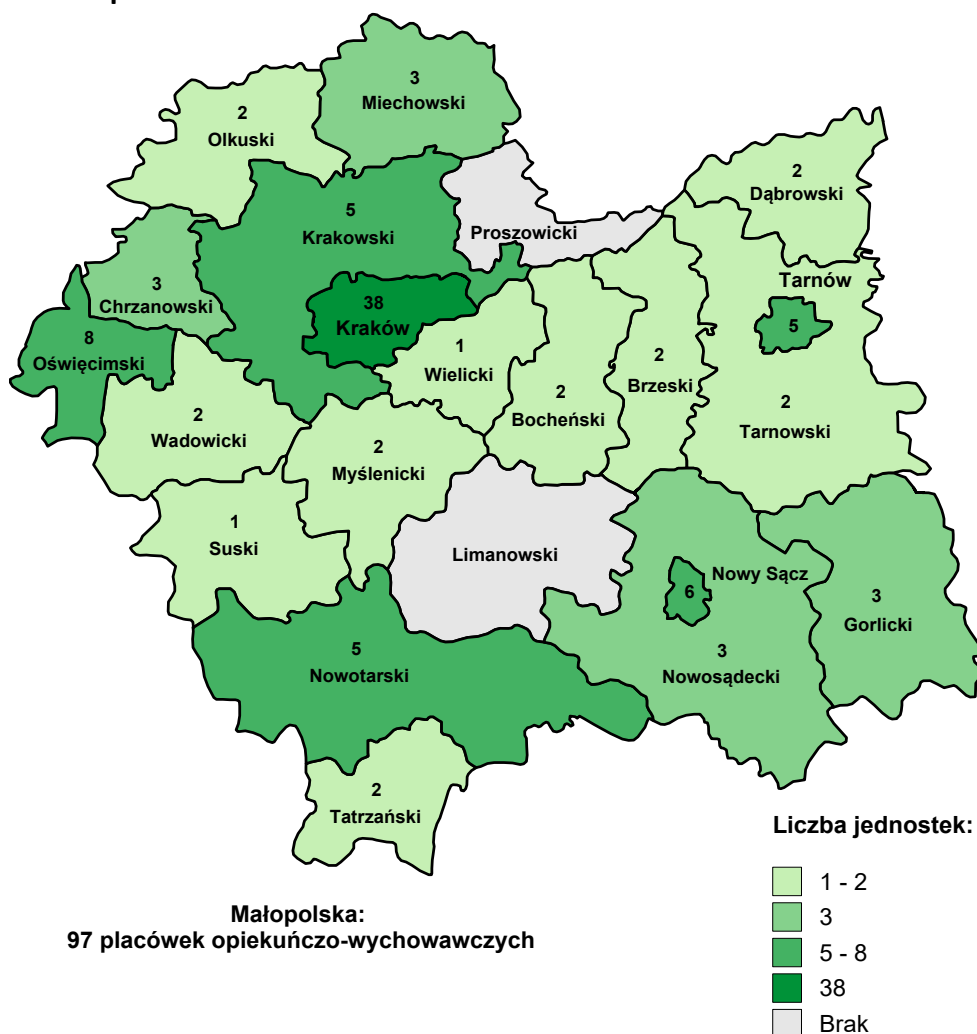 3
Miechowski
2
Olkuski
2
Dąbrowski
5
Krakowski
Proszowicki
3
Chrzanowski
Tarnów
5
38
Kraków
8
Oświęcimski
1
Wielicki
2
Brzeski
2
Bocheński
2
Wadowicki
2
Myślenicki
2
Tarnowski
1
Suski
Limanowski
Nowy Sącz
6
3
Gorlicki
5
Nowotarski
3
Nowosądecki
2
Tatrzański
Liczba jednostek:
1 - 2
3
5 - 8
38
Brak
Małopolska:
97 placówek opiekuńczo-wychowawczych